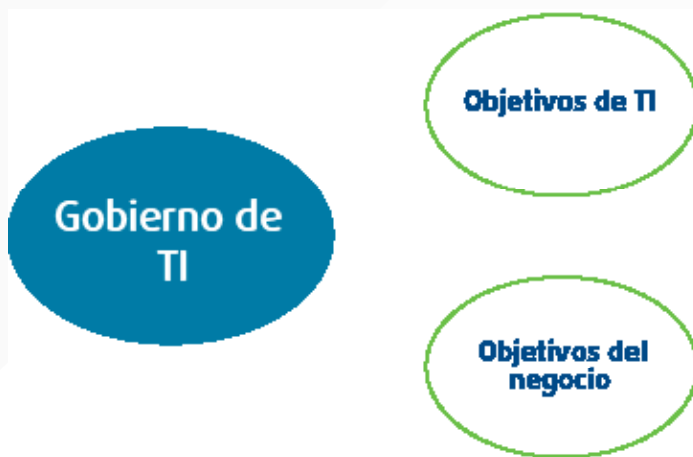 Objetivos de TI
Gobierno de
TI
Objetivos del
negocio